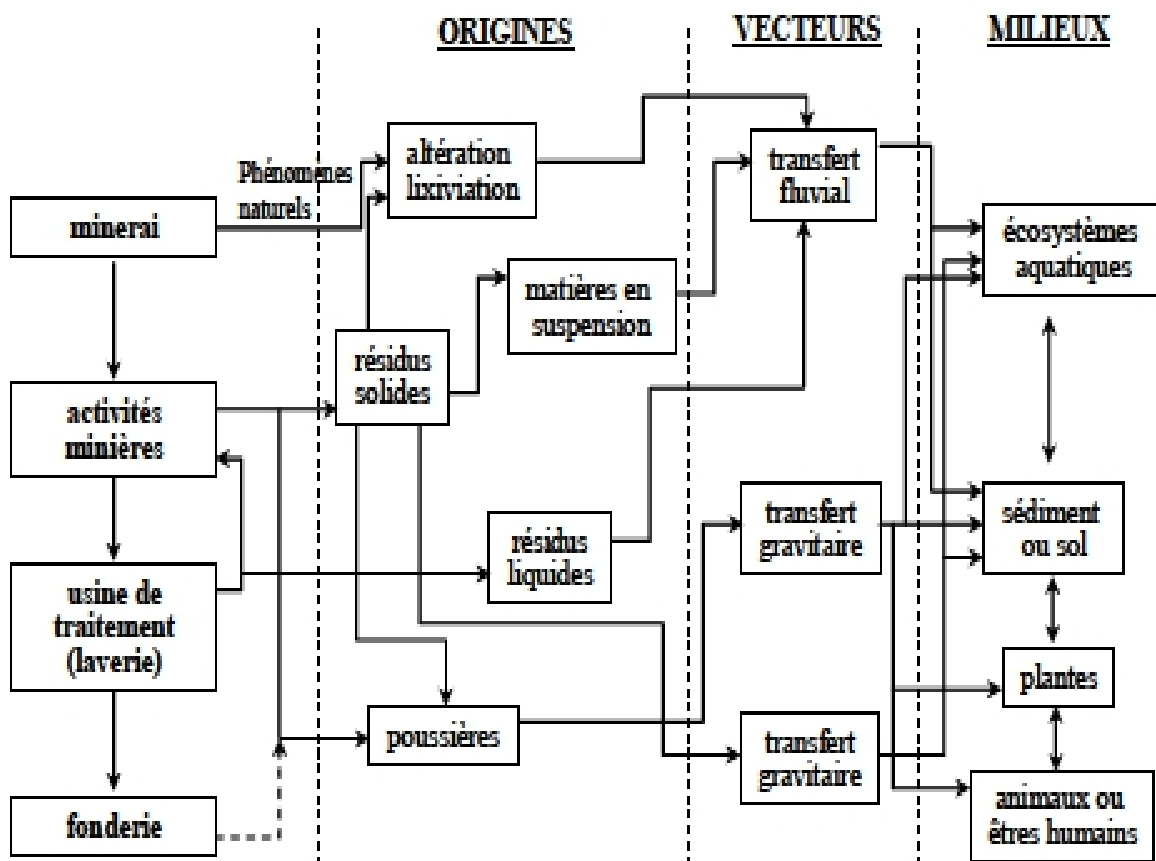 ORIGINES
VECTEURS
MILIEUX
Phénomènes
naturels
minerai
activités
minières
usine de
traitement
(laverie)
fonderie
altération
lixiviation
matières en
suspension
résidus
solides
résidus
liquides
poussières
transfert
fluvial
transfert
gravitaire
transfert
gravitaire
écosystèmes
aquatiques
sédiment
ou sol
plantes
animaux ou
êtres humains